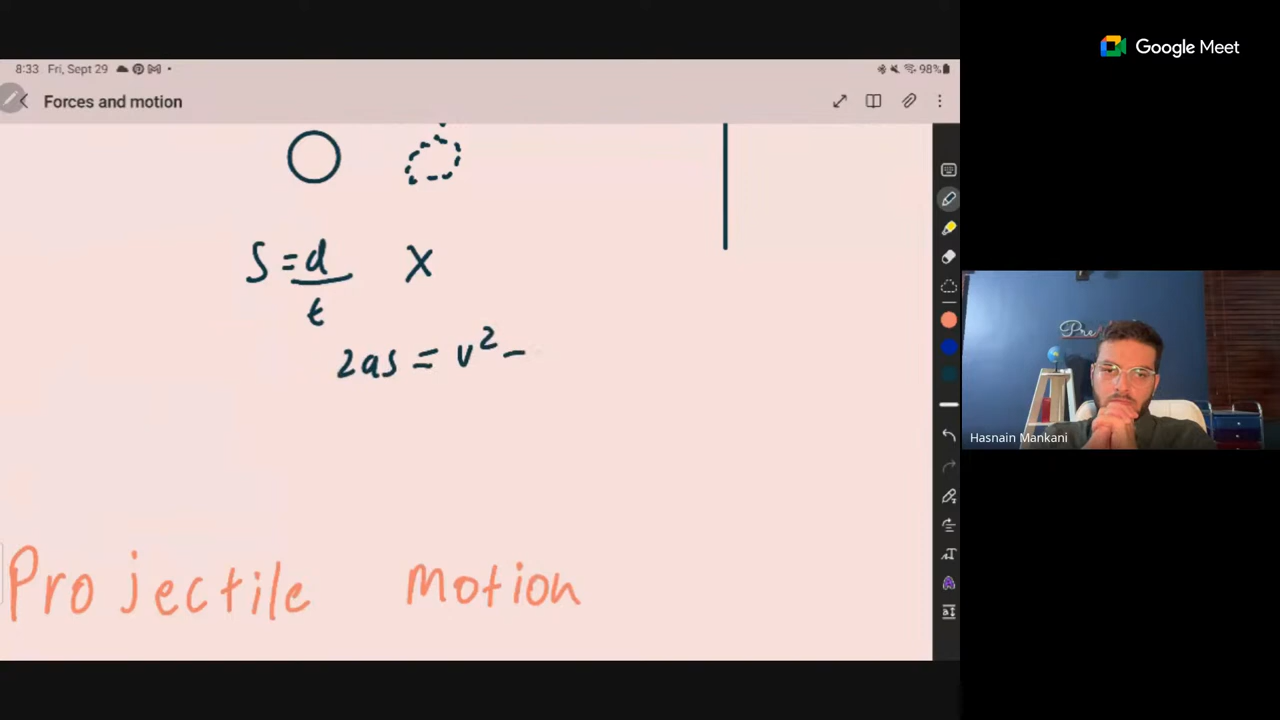 Google Meet
8:33 Fri, Sept 29
98%
Forces and motion
S = d X
t
2as = v² -
Projectile motion
Hasnain Mankani